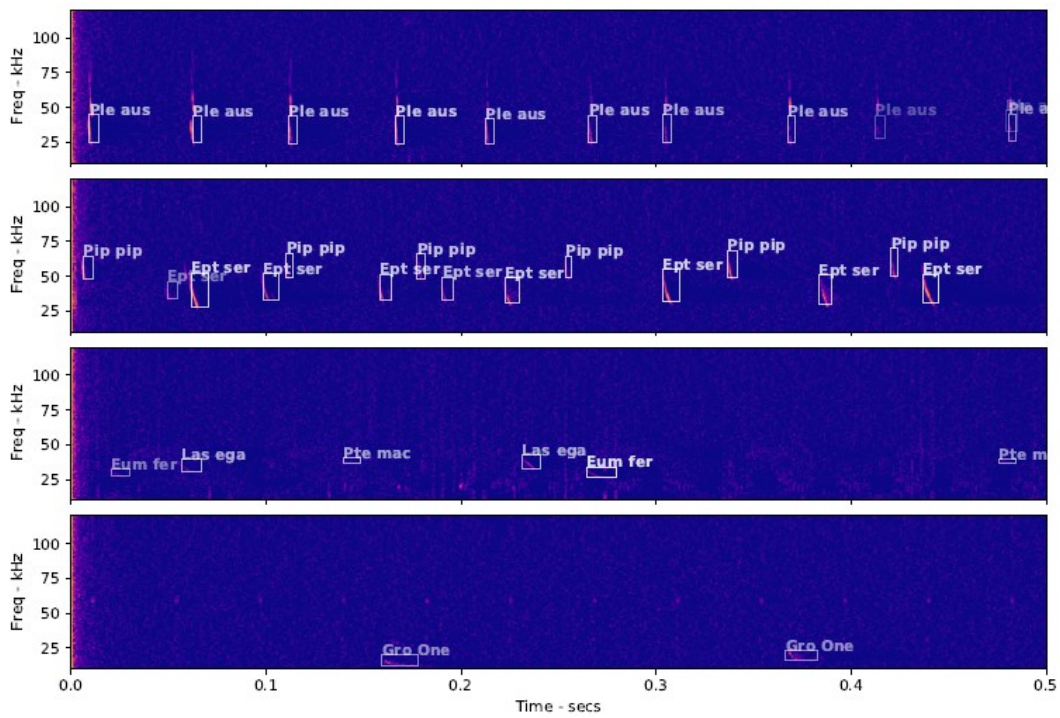 Freq - kHz
100
75
50
25
Ple aus Ple aus Ple aus Ple aus Ple aus Ple aus Ple aus Ple aus Ple aus Ple a
Freq - kHz
100
75
50
25
Pip pip Ept ser Ept ser Ept ser Pip pip Ept ser Pip pip Ept ser Ept ser Pip pip Ept ser Pip pip Ept ser Pip pip Ept ser
Freq - kHz
100
75
50
25
Eum fer Las ega Pte mac Las ega Eum fer Pte m
Freq - kHz
100
75
50
25
Gro One Gro One
0.0 0.1 0.2 0.3 0.4 0.5
Time - secs